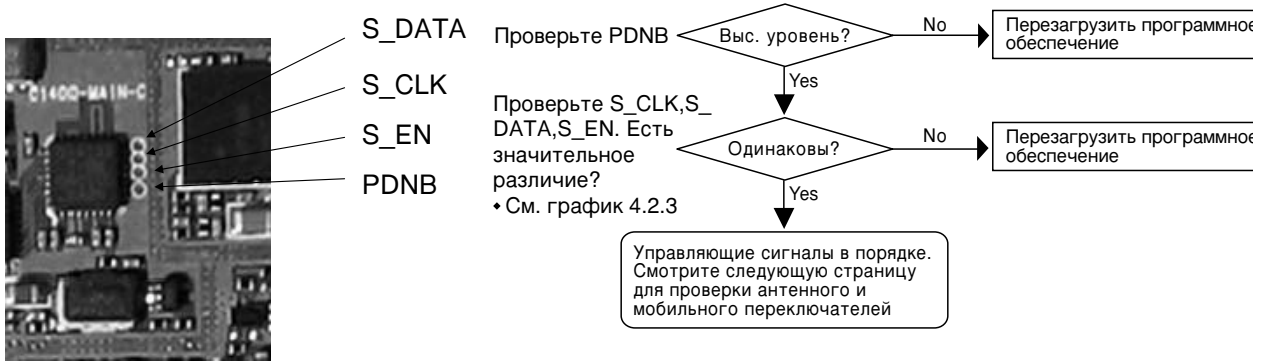 S_DATA
S_CLK
S_EN
PDNB
C1400-MAIN-C
Проверьте PDNB
Выс. уровень?
No
Перезагрузить программное
обеспечение
Yes
Проверьте S_CLK,S_
DATA,S_EN. Есть
значительное
различие?
• См. график 4.2.3
Одинаковы?
No
Перезагрузить программное
обеспечение
Yes
Управляющие сигналы в порядке.
Смотрите следующую страницу
для проверки антенного и
мобильного переключателей